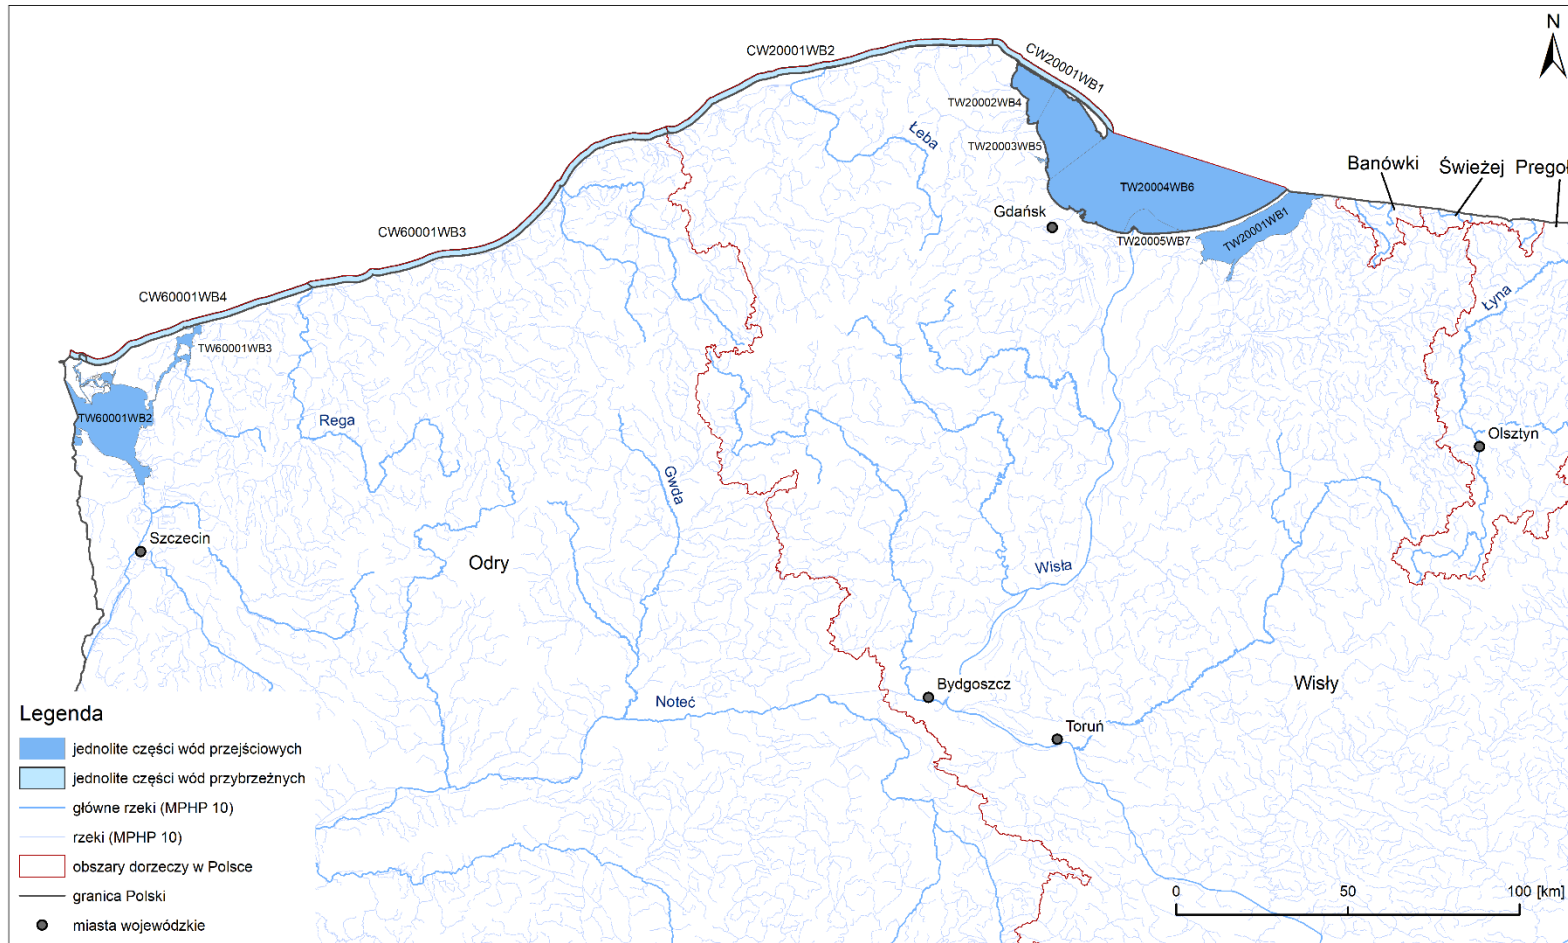 N
CW20001WB2
CW20001WB1
TW20002WB4
Łeba
TW20003WB5
Banówki
Świeżej
Pregoł
TW20004WB6
Gdańsk
CW60001WB3
TW20005WB7
TW20001WB1
CW60001WB4
Łyna
TW60001WB3
TW60001WB2
Rega
Olsztyn
Gwda
Szczecin
Odry
Wisła
Bydgoszcz
Wisły
Noteć
Toruń
Legenda
jednolite części wód przejściowych
jednolite części wód przybrzeżnych
główne rzeki (MPHP 10)
rzeki (MPHP 10)
obszary dorzeczy w Polsce
granica Polski
miasta wojewódzkie
0 50 100 [km]